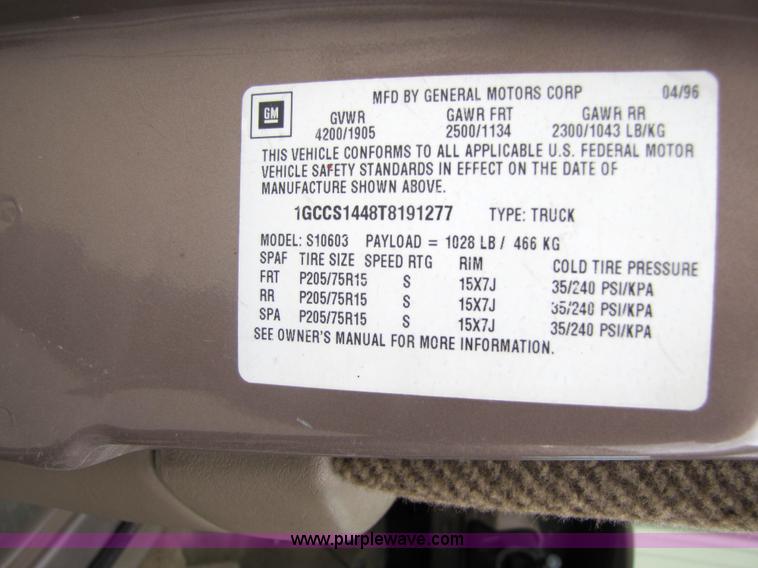 GM
MFD BY GENERAL MOTORS CORP 04/96
GVWR GAWR FRT GAWR RR
4200/1905 2500/1134 2300/1043 LB/KG
THIS VEHICLE CONFORMS TO ALL APPLICABLE U.S. FEDERAL MOTOR
VEHICLE SAFETY STANDARDS IN EFFECT ON THE DATE OF
MANUFACTURE SHOWN ABOVE.
1GCCS1448T8191277 TYPE: TRUCK
MODEL: S10603 PAYLOAD = 1028 LB / 466 KG
SPAF TIRE SIZE SPEED RTG RIM COLD TIRE PRESSURE
FRT P205/75R15 S 15X7J 35/240 PSI/KPA
RR P205/75R15 S 15X7J 35/240 PSI/KPA
SPA P205/75R15 S 15X7J 35/240 PSI/KPA
SEE OWNER'S MANUAL FOR MORE INFORMATION.
www.purplewave.com